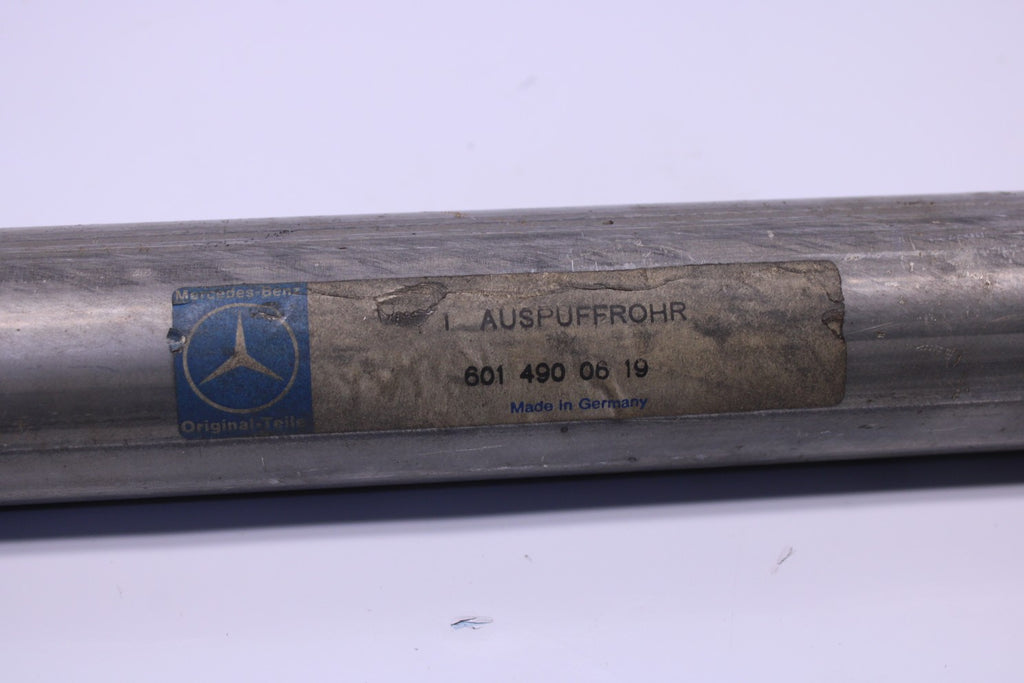 Mercedes-Benz
Original-Teile
1 AUSPUFFROHR
601 490 06 19
Made in Germany